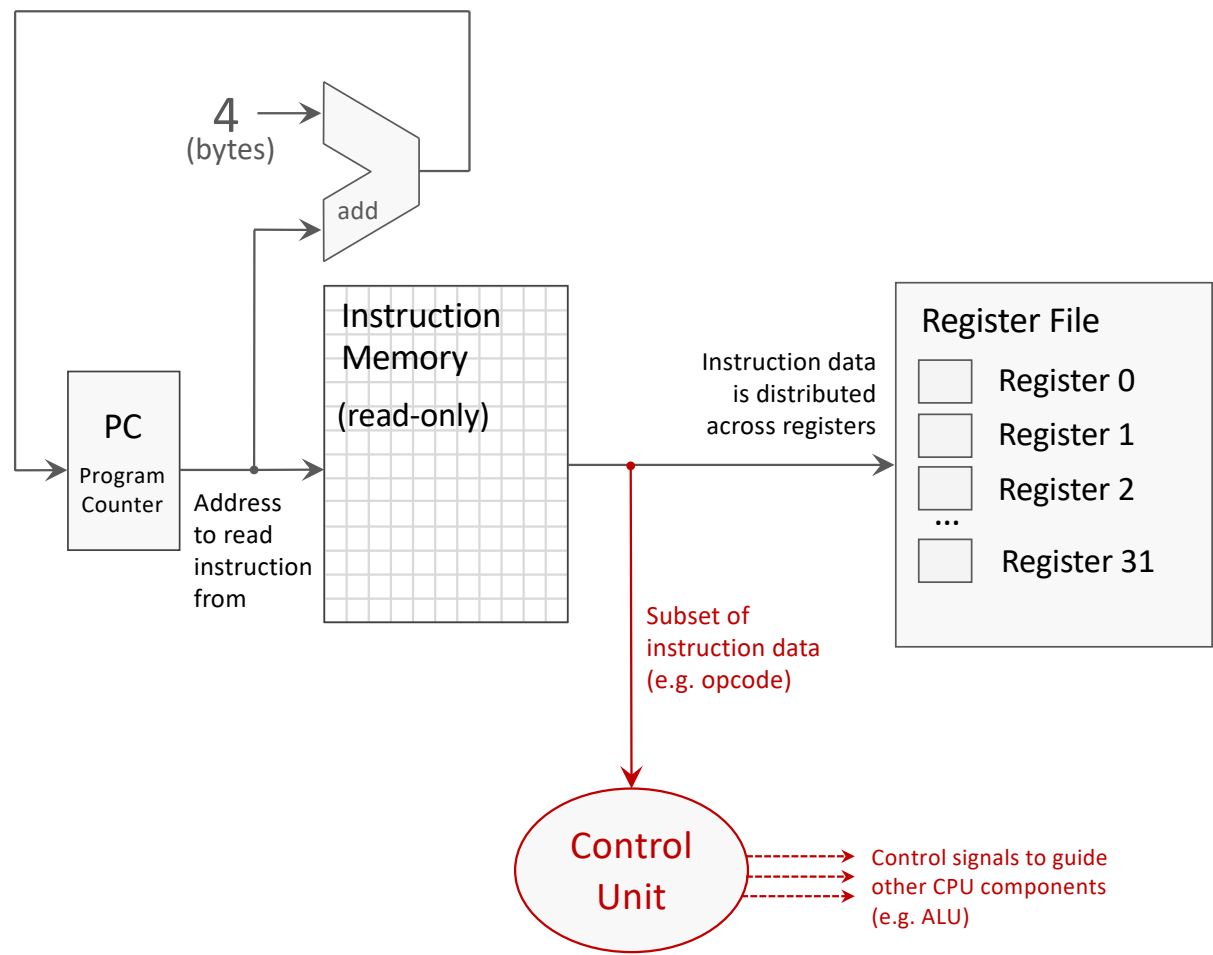 4
(bytes)
add
Instruction
Memory
(read-only)
PC
Program
Counter
Address
to read
instruction
from
Instruction data
is distributed
across registers
Register File
Register 0
Register 1
Register 2
...
Register 31
Subset of
instruction data
(e.g. opcode)
Control
Unit
Control signals to guide
other CPU components
(e.g. ALU)